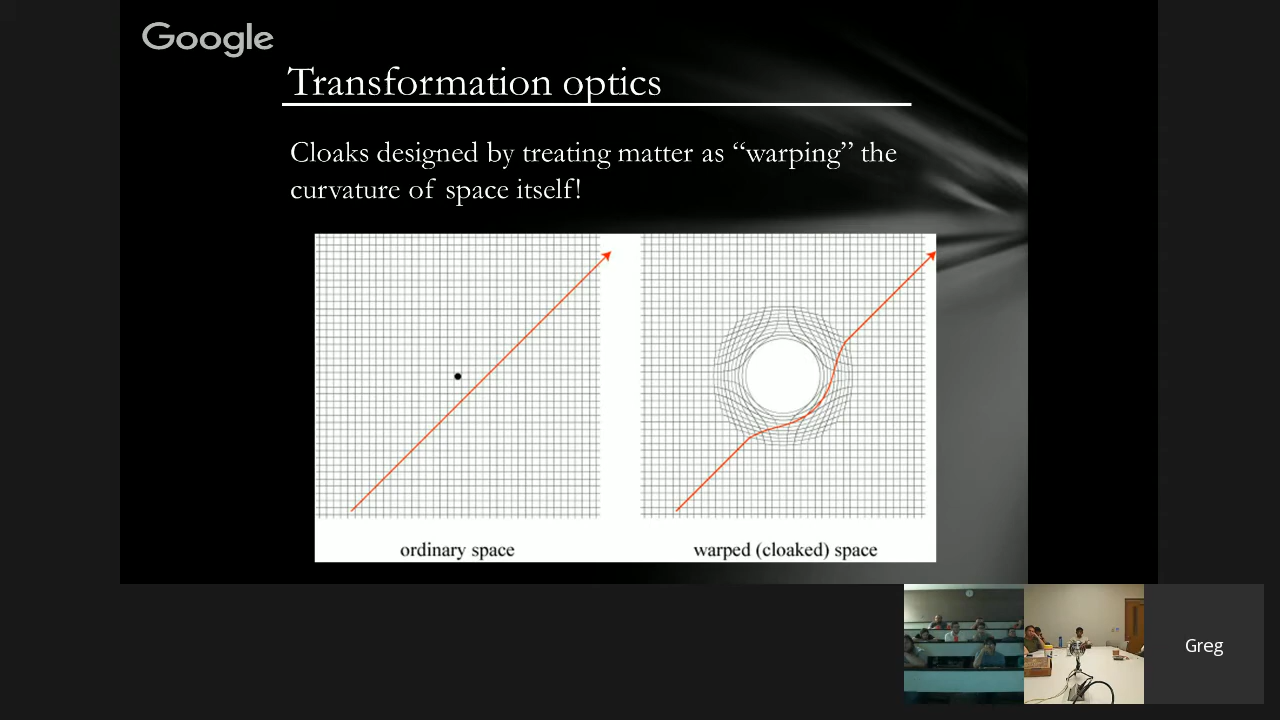 Google
Transformation optics
Cloaks designed by treating matter as “warping” the
curvature of space itself!
ordinary space
warped (cloaked) space
Greg